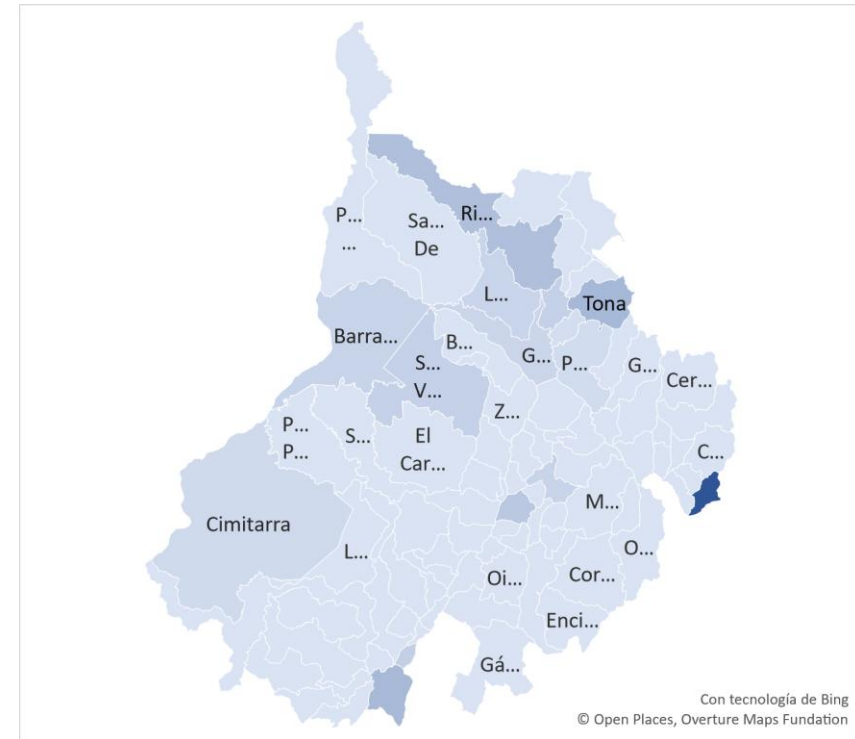 P...
...
Sa...
De
Ri...
L...
Tona
Barra...
B...
S...
V...
G...
P...
G...
Cer...
Z...
P...
P...
S...
El
Car...
C...
Cimitarra
M...
L...
O...
Oi...
Cor...
Enci...
Gá...
Con tecnología de Bing
© Open Places, Overture Maps Fundation